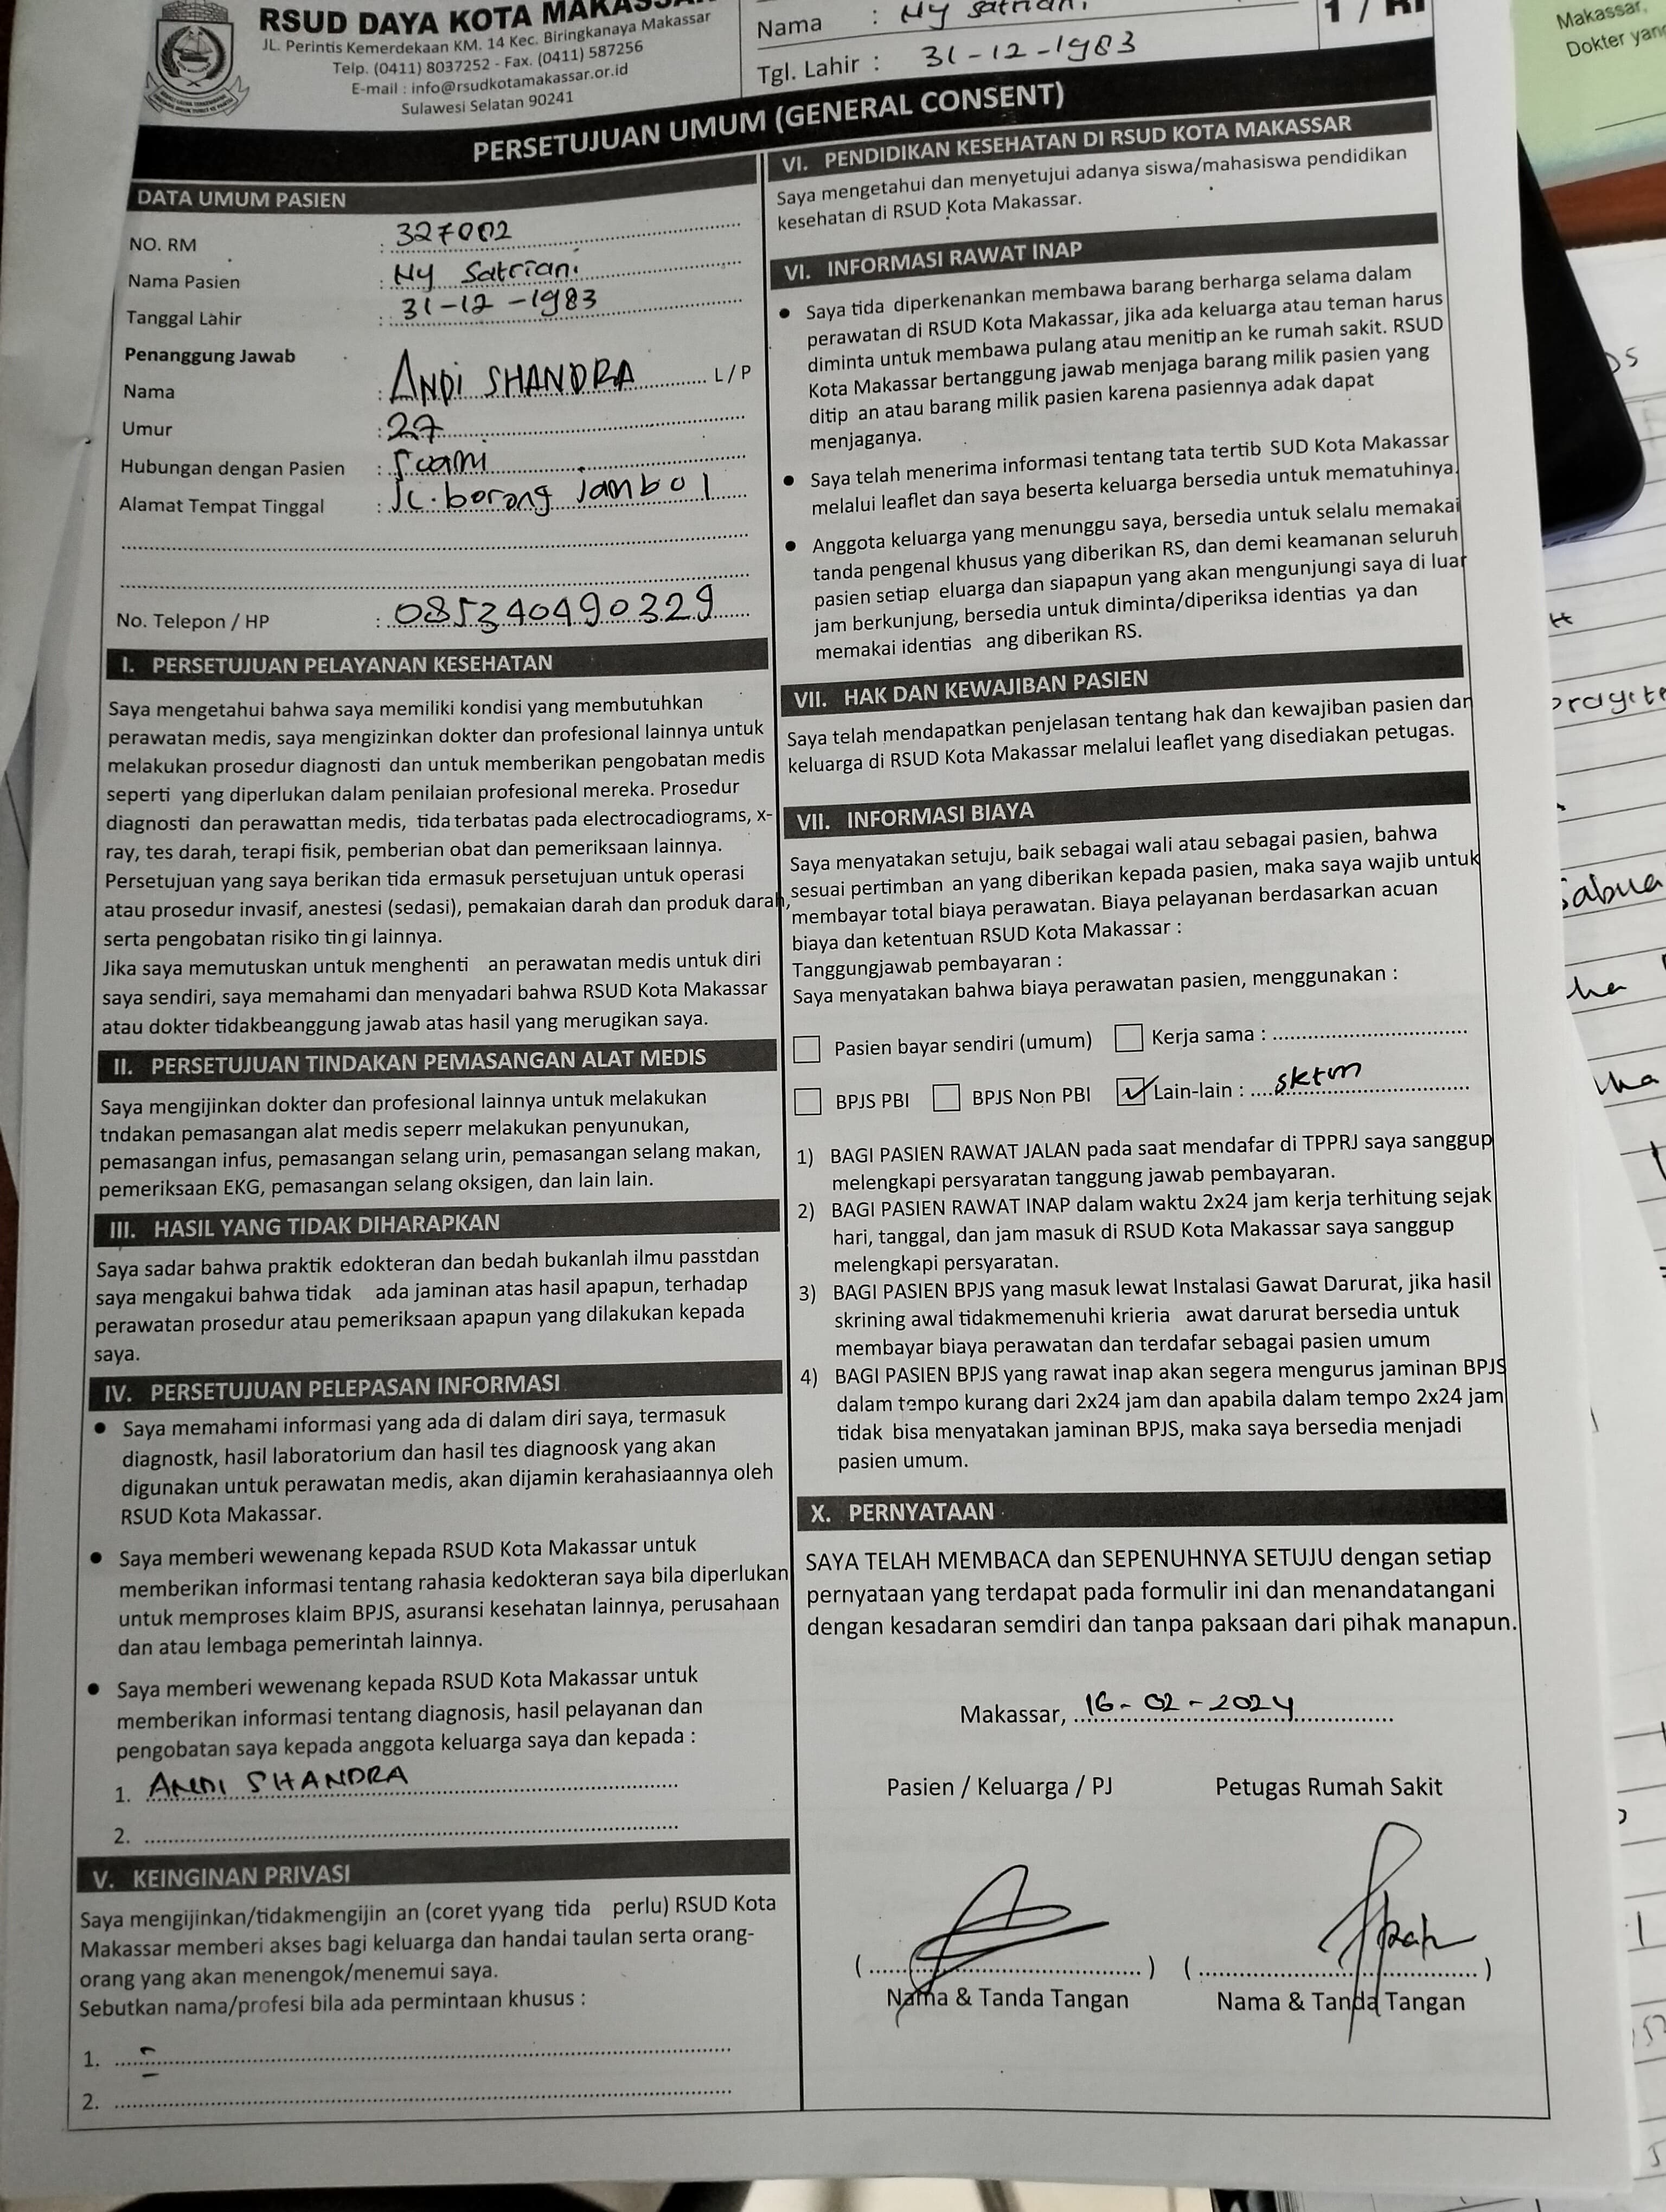 RSUD DAYA KOTA MAKASSAR
JL. Perintis Kemerdekaan KM. 14 Kec. Biringkanaya Makassar
Telp. (0411) 8037252 - Fax. (0411) 587256
E-mail : info@rsudkotamakassar.or.id
Sulawesi Selatan 90241
Nama : Ny Satriani
Tgl. Lahir : 31-12-1983
1 / RI
PERSETUJUAN UMUM (GENERAL CONSENT)
DATA UMUM PASIEN
NO. RM : 327002
Nama Pasien : Ny Satriani
Tanggal Lahir : 31-12-1983
Penanggung Jawab
Nama : ANDI SHANDRA L/P
Umur : 27
Hubungan dengan Pasien : Suami
Alamat Tempat Tinggal : Jl. borong Jambo 1
No. Telepon / HP : 085340490329
I. PERSETUJUAN PELAYANAN KESEHATAN
Saya mengetahui bahwa saya memiliki kondisi yang membutuhkan
perawatan medis, saya mengizinkan dokter dan profesional lainnya untuk
melakukan prosedur diagnosti dan untuk memberikan pengobatan medis
seperti yang diperlukan dalam penilaian profesional mereka. Prosedur
diagnosti dan perawattan medis, tida terbatas pada electrocadiograms, x-
ray, tes darah, terapi fisik, pemberian obat dan pemeriksaan lainnya.
Persetujuan yang saya berikan tida ermasuk persetujuan untuk operasi
atau prosedur invasif, anestesi (sedasi), pemakaian darah dan produk darah,
serta pengobatan risiko tin gi lainnya.
Jika saya memutuskan untuk menghenti an perawatan medis untuk diri
saya sendiri, saya memahami dan menyadari bahwa RSUD Kota Makassar
atau dokter tidakbeanggung jawab atas hasil yang merugikan saya.
II. PERSETUJUAN TINDAKAN PEMASANGAN ALAT MEDIS
Saya mengijinkan dokter dan profesional lainnya untuk melakukan
tndakan pemasangan alat medis seperr melakukan penyunukan,
pemasangan infus, pemasangan selang urin, pemasangan selang makan,
pemeriksaan EKG, pemasangan selang oksigen, dan lain lain.
III. HASIL YANG TIDAK DIHARAPKAN
Saya sadar bahwa praktik edokteran dan bedah bukanlah ilmu passtdan
saya mengakui bahwa tidak ada jaminan atas hasil apapun, terhadap
perawatan prosedur atau pemeriksaan apapun yang dilakukan kepada
saya.
IV. PERSETUJUAN PELEPASAN INFORMASI
• Saya memahami informasi yang ada di dalam diri saya, termasuk
diagnostk, hasil laboratorium dan hasil tes diagnoosk yang akan
digunakan untuk perawatan medis, akan dijamin kerahasiaannya oleh
RSUD Kota Makassar.
• Saya memberi wewenang kepada RSUD Kota Makassar untuk
memberikan informasi tentang rahasia kedokteran saya bila diperlukan
untuk memproses klaim BPJS, asuransi kesehatan lainnya, perusahaan
dan atau lembaga pemerintah lainnya.
• Saya memberi wewenang kepada RSUD Kota Makassar untuk
memberikan informasi tentang diagnosis, hasil pelayanan dan
pengobatan saya kepada anggota keluarga saya dan kepada :
1. ANDI SHANDRA
2.
V. KEINGINAN PRIVASI
Saya mengijinkan/tidakmengijin an (coret yyang tida perlu) RSUD Kota
Makassar memberi akses bagi keluarga dan handai taulan serta orang-
orang yang akan menengok/menemui saya.
Sebutkan nama/profesi bila ada permintaan khusus :
1.
2.
VI. PENDIDIKAN KESEHATAN DI RSUD KOTA MAKASSAR
Saya mengetahui dan menyetujui adanya siswa/mahasiswa pendidikan
kesehatan di RSUD Kota Makassar.
VI. INFORMASI RAWAT INAP
• Saya tida diperkenankan membawa barang berharga selama dalam
perawatan di RSUD Kota Makassar, jika ada keluarga atau teman harus
diminta untuk membawa pulang atau menitip an ke rumah sakit. RSUD
Kota Makassar bertanggung jawab menjaga barang milik pasien yang
ditip an atau barang milik pasien karena pasiennya adak dapat
menjaganya.
• Saya telah menerima informasi tentang tata tertib SUD Kota Makassar
melalui leaflet dan saya beserta keluarga bersedia untuk mematuhinya.
• Anggota keluarga yang menunggu saya, bersedia untuk selalu memakai
tanda pengenal khusus yang diberikan RS, dan demi keamanan seluruh
pasien setiap eluarga dan siapapun yang akan mengunjungi saya di luar
jam berkunjung, bersedia untuk diminta/diperiksa identias ya dan
memakai identias ang diberikan RS.
VII. HAK DAN KEWAJIBAN PASIEN
Saya telah mendapatkan penjelasan tentang hak dan kewajiban pasien dan
keluarga di RSUD Kota Makassar melalui leaflet yang disediakan petugas.
VII. INFORMASI BIAYA
Saya menyatakan setuju, baik sebagai wali atau sebagai pasien, bahwa
sesuai pertimban an yang diberikan kepada pasien, maka saya wajib untuk
membayar total biaya perawatan. Biaya pelayanan berdasarkan acuan
biaya dan ketentuan RSUD Kota Makassar :
Tanggungjawab pembayaran :
Saya menyatakan bahwa biaya perawatan pasien, menggunakan :
Pasien bayar sendiri (umum) Kerja sama :
BPJS PBI BPJS Non PBI ✓ Lain-lain : sktm
1) BAGI PASIEN RAWAT JALAN pada saat mendafar di TPPRJ saya sanggup
melengkapi persyaratan tanggung jawab pembayaran.
2) BAGI PASIEN RAWAT INAP dalam waktu 2x24 jam kerja terhitung sejak
hari, tanggal, dan jam masuk di RSUD Kota Makassar saya sanggup
melengkapi persyaratan.
3) BAGI PASIEN BPJS yang masuk lewat Instalasi Gawat Darurat, jika hasil
skrining awal tidakmemenuhi krieria awat darurat bersedia untuk
membayar biaya perawatan dan terdafar sebagai pasien umum
4) BAGI PASIEN BPJS yang rawat inap akan segera mengurus jaminan BPJS
dalam tempo kurang dari 2x24 jam dan apabila dalam tempo 2x24 jam
tidak bisa menyatakan jaminan BPJS, maka saya bersedia menjadi
pasien umum.
X. PERNYATAAN
SAYA TELAH MEMBACA dan SEPENUHNYA SETUJU dengan setiap
pernyataan yang terdapat pada formulir ini dan menandatangani
dengan kesadaran semdiri dan tanpa paksaan dari pihak manapun.
Makassar, 16-02-2024
Pasien / Keluarga / PJ Petugas Rumah Sakit
Nama & Tanda Tangan Nama & Tanda Tangan
Makassar,
Dokter yang